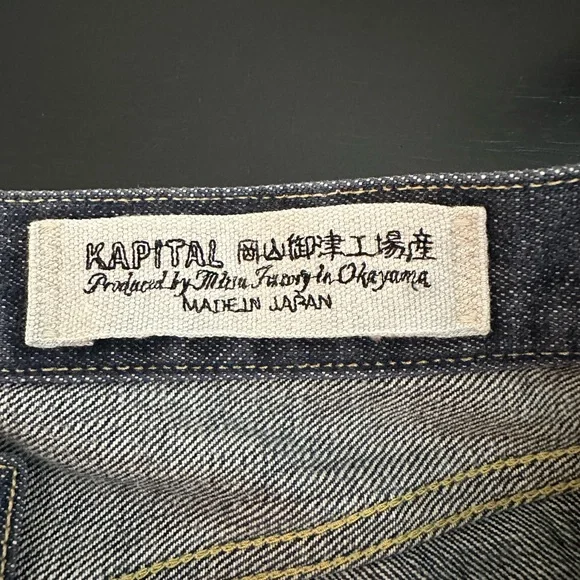 KAPITAL 岡山御津工場産
Produced by Mitsu Factory in Okayama
MADE IN JAPAN